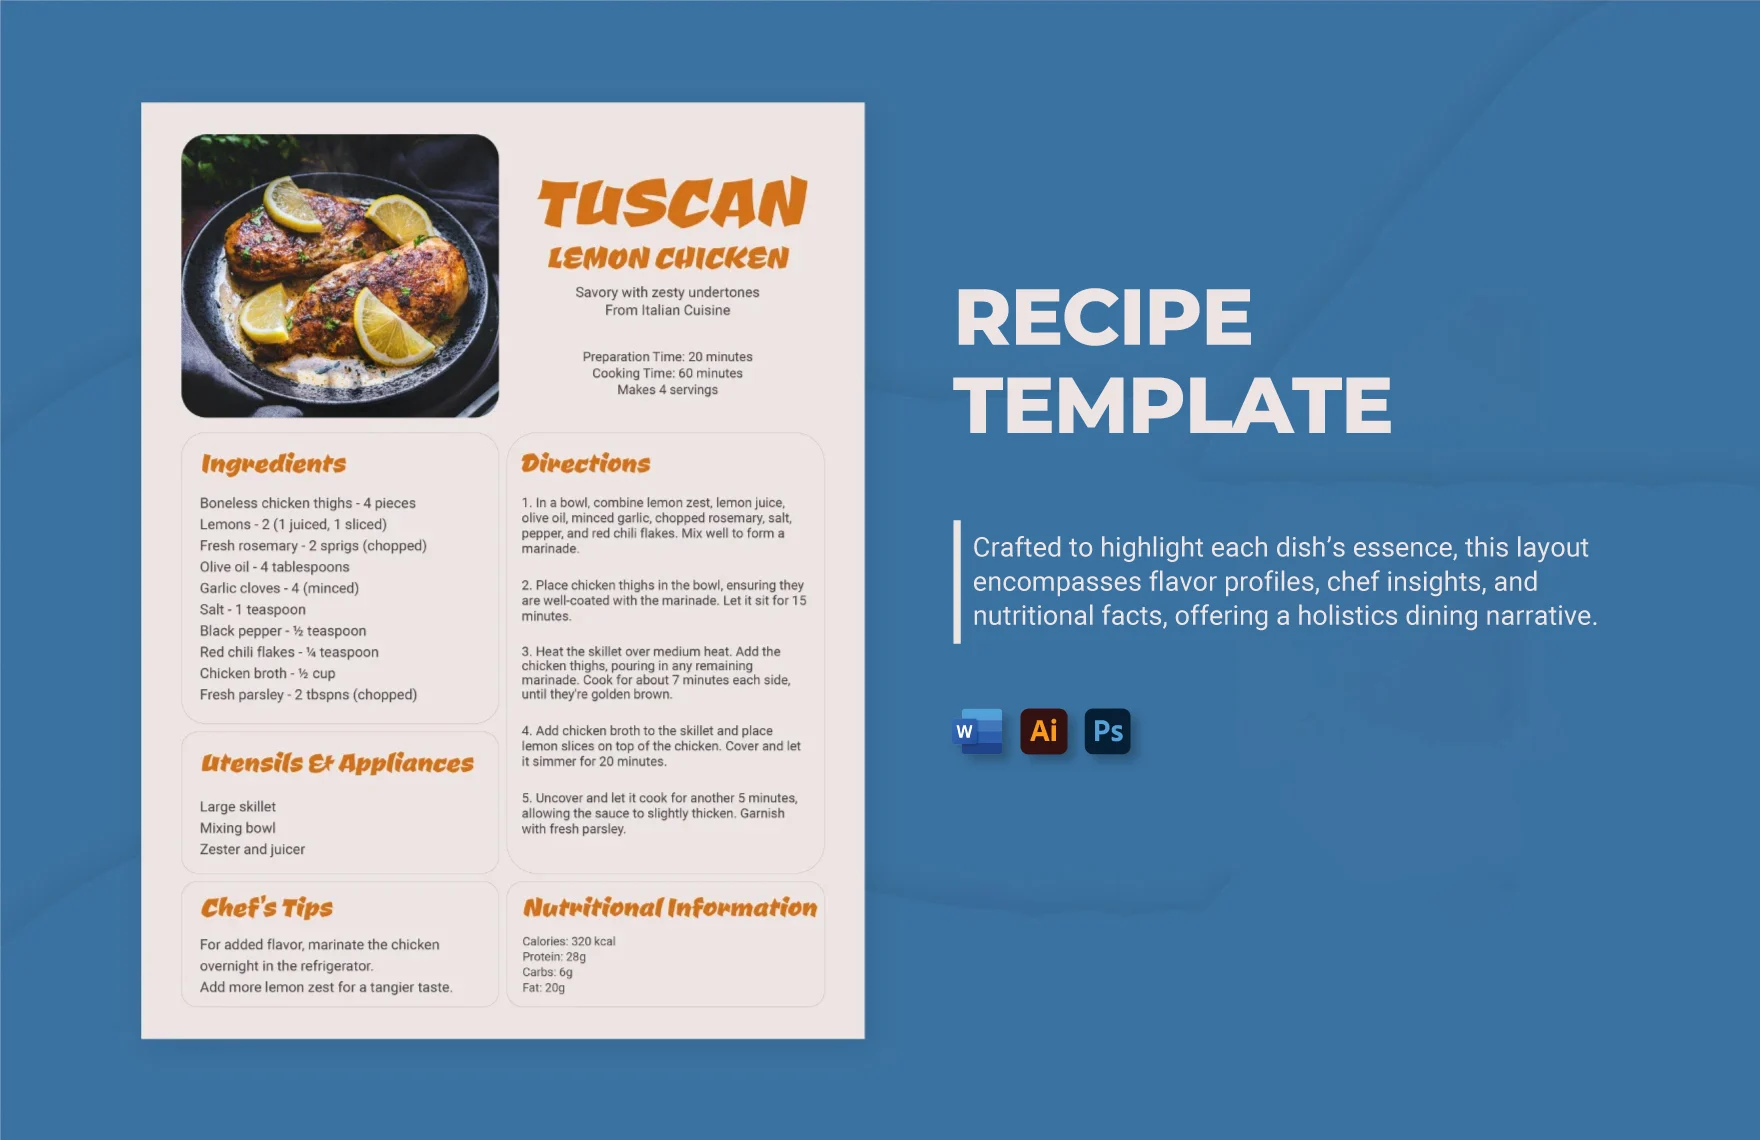 TUSCAN
LEMON CHICKEN
Savory with zesty undertones
From Italian Cuisine
Preparation Time: 20 minutes
Cooking Time: 60 minutes
Makes 4 servings
Ingredients
Boneless chicken thighs - 4 pieces
Lemons - 2 (1 juiced, 1 sliced)
Fresh rosemary - 2 sprigs (chopped)
Olive oil - 4 tablespoons
Garlic cloves - 4 (minced)
Salt - 1 teaspoon
Black pepper - ½ teaspoon
Red chili flakes - ¼ teaspoon
Chicken broth - ½ cup
Fresh parsley - 2 tbspns (chopped)
Utensils & Appliances
Large skillet
Mixing bowl
Zester and juicer
Chef's Tips
For added flavor, marinate the chicken
overnight in the refrigerator.
Add more lemon zest for a tangier taste.
Directions
1. In a bowl, combine lemon zest, lemon juice,
olive oil, minced garlic, chopped rosemary, salt,
pepper, and red chili flakes. Mix well to form a
marinade.
2. Place chicken thighs in the bowl, ensuring they
are well-coated with the marinade. Let it sit for 15
minutes.
3. Heat the skillet over medium heat. Add the
chicken thighs, pouring in any remaining
marinade. Cook for about 7 minutes each side,
until they're golden brown.
4. Add chicken broth to the skillet and place
lemon slices on top of the chicken. Cover and let
it simmer for 20 minutes.
5. Uncover and let it cook for another 5 minutes,
allowing the sauce to slightly thicken. Garnish
with fresh parsley.
Nutritional Information
Calories: 320 kcal
Protein: 28g
Carbs: 6g
Fat: 20g
RECIPE
TEMPLATE
Crafted to highlight each dish’s essence, this layout
encompasses flavor profiles, chef insights, and
nutritional facts, offering a holistics dining narrative.
W Ai Ps